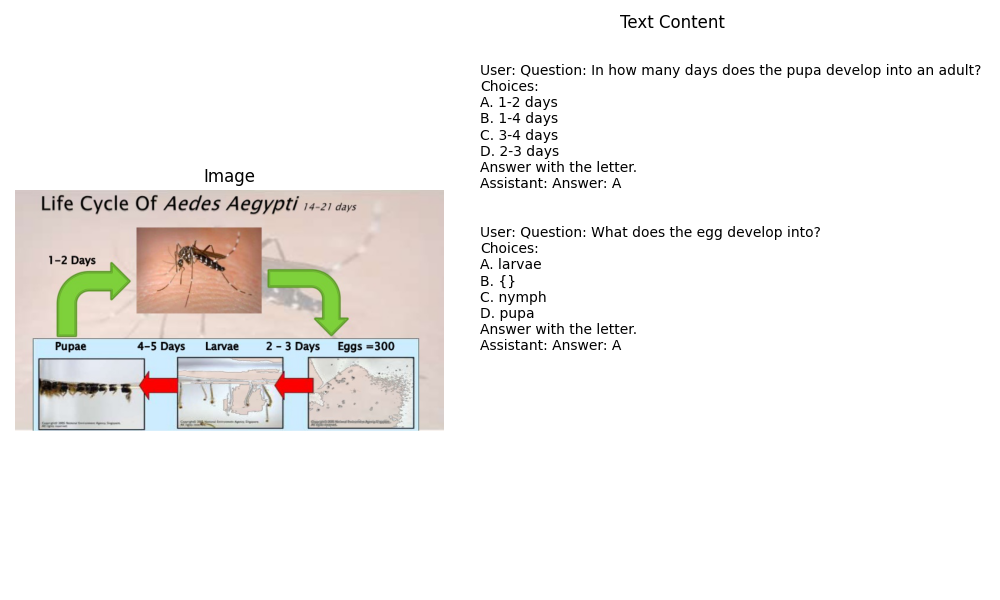 Text Content
User: Question: In how many days does the pupa develop into an adult?
Choices:
A. 1-2 days
B. 1-4 days
C. 3-4 days
D. 2-3 days
Answer with the letter.
Assistant: Answer: A
User: Question: What does the egg develop into?
Choices:
A. larvae
B. {}
C. nymph
D. pupa
Answer with the letter.
Assistant: Answer: A
Image
Life Cycle Of Aedes Aegypti 14-21 days
1-2 Days
Pupae 4-5 Days Larvae 2 - 3 Days Eggs =300